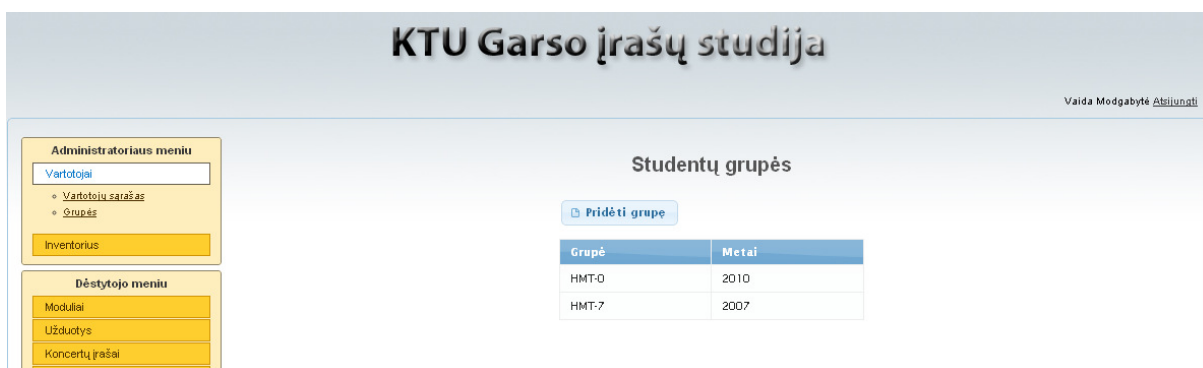 KTU Garso įrašų studija
Vaida Modgabytė Atsijungti
Administratoriaus meniu
Vartotojai
Vartotojų sąrašas
Grupės
Inventorius
Dėstytojo meniu
Moduliai
Užduotys
Koncertų įrašai
Studentų grupės
Pridėti grupę
Grupė Metai
HMT-0 2010
HMT-7 2007